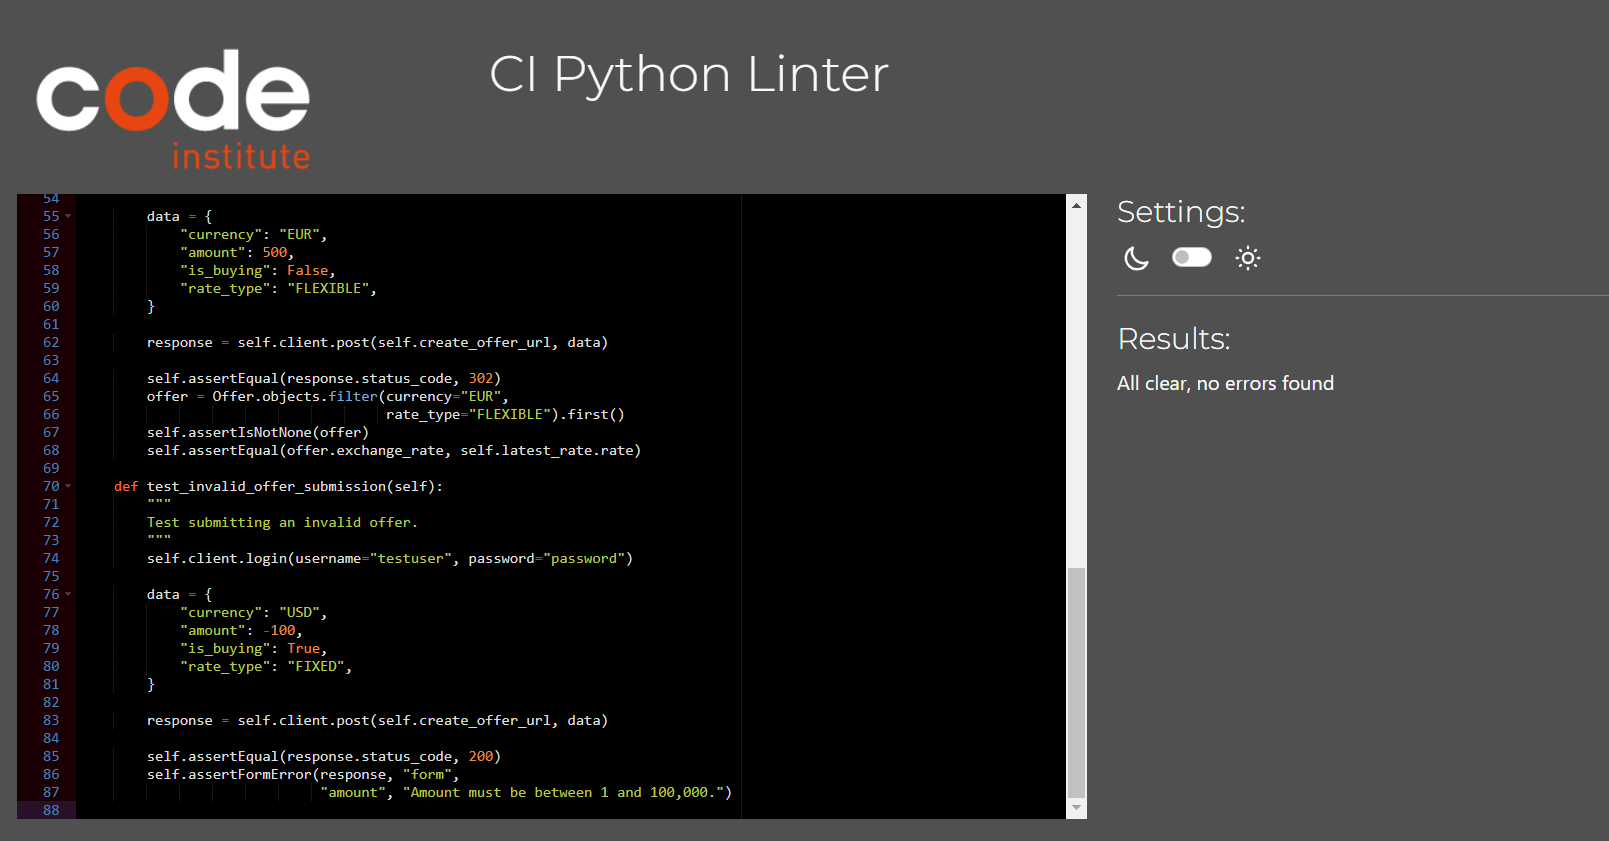 code
institute
CI Python Linter
54
55 data = {
56 "currency": "EUR",
57 "amount": 500,
58 "is_buying": False,
59 "rate_type": "FLEXIBLE",
60 }
61
62 response = self.client.post(self.create_offer_url, data)
63
64 self.assertEqual(response.status_code, 302)
65 offer = Offer.objects.filter(currency="EUR",
66 rate_type="FLEXIBLE").first()
67 self.assertIsNotNone(offer)
68 self.assertEqual(offer.exchange_rate, self.latest_rate.rate)
69
70 def test_invalid_offer_submission(self):
71 """
72 Test submitting an invalid offer.
73 """
74 self.client.login(username="testuser", password="password")
75
76 data = {
77 "currency": "USD",
78 "amount": -100,
79 "is_buying": True,
80 "rate_type": "FIXED",
81 }
82
83 response = self.client.post(self.create_offer_url, data)
84
85 self.assertEqual(response.status_code, 200)
86 self.assertFormError(response, "form",
87 "amount", "Amount must be between 1 and 100,000.")
88
Settings:
Results:
All clear, no errors found